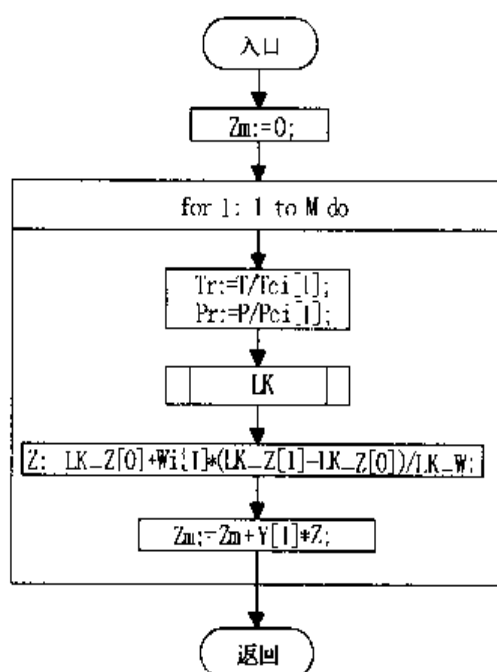 入口
Zm:=0;
for I: 1 to M do
Tr:=T/Tci[I];
Pr:=P/Pci[I];
LK
Z: LK_Z[0]+Wi[I]*(LK_Z[1]-LK_Z[0])/LK_W;
Zm:=Zm+Y[I]*Z;
返回